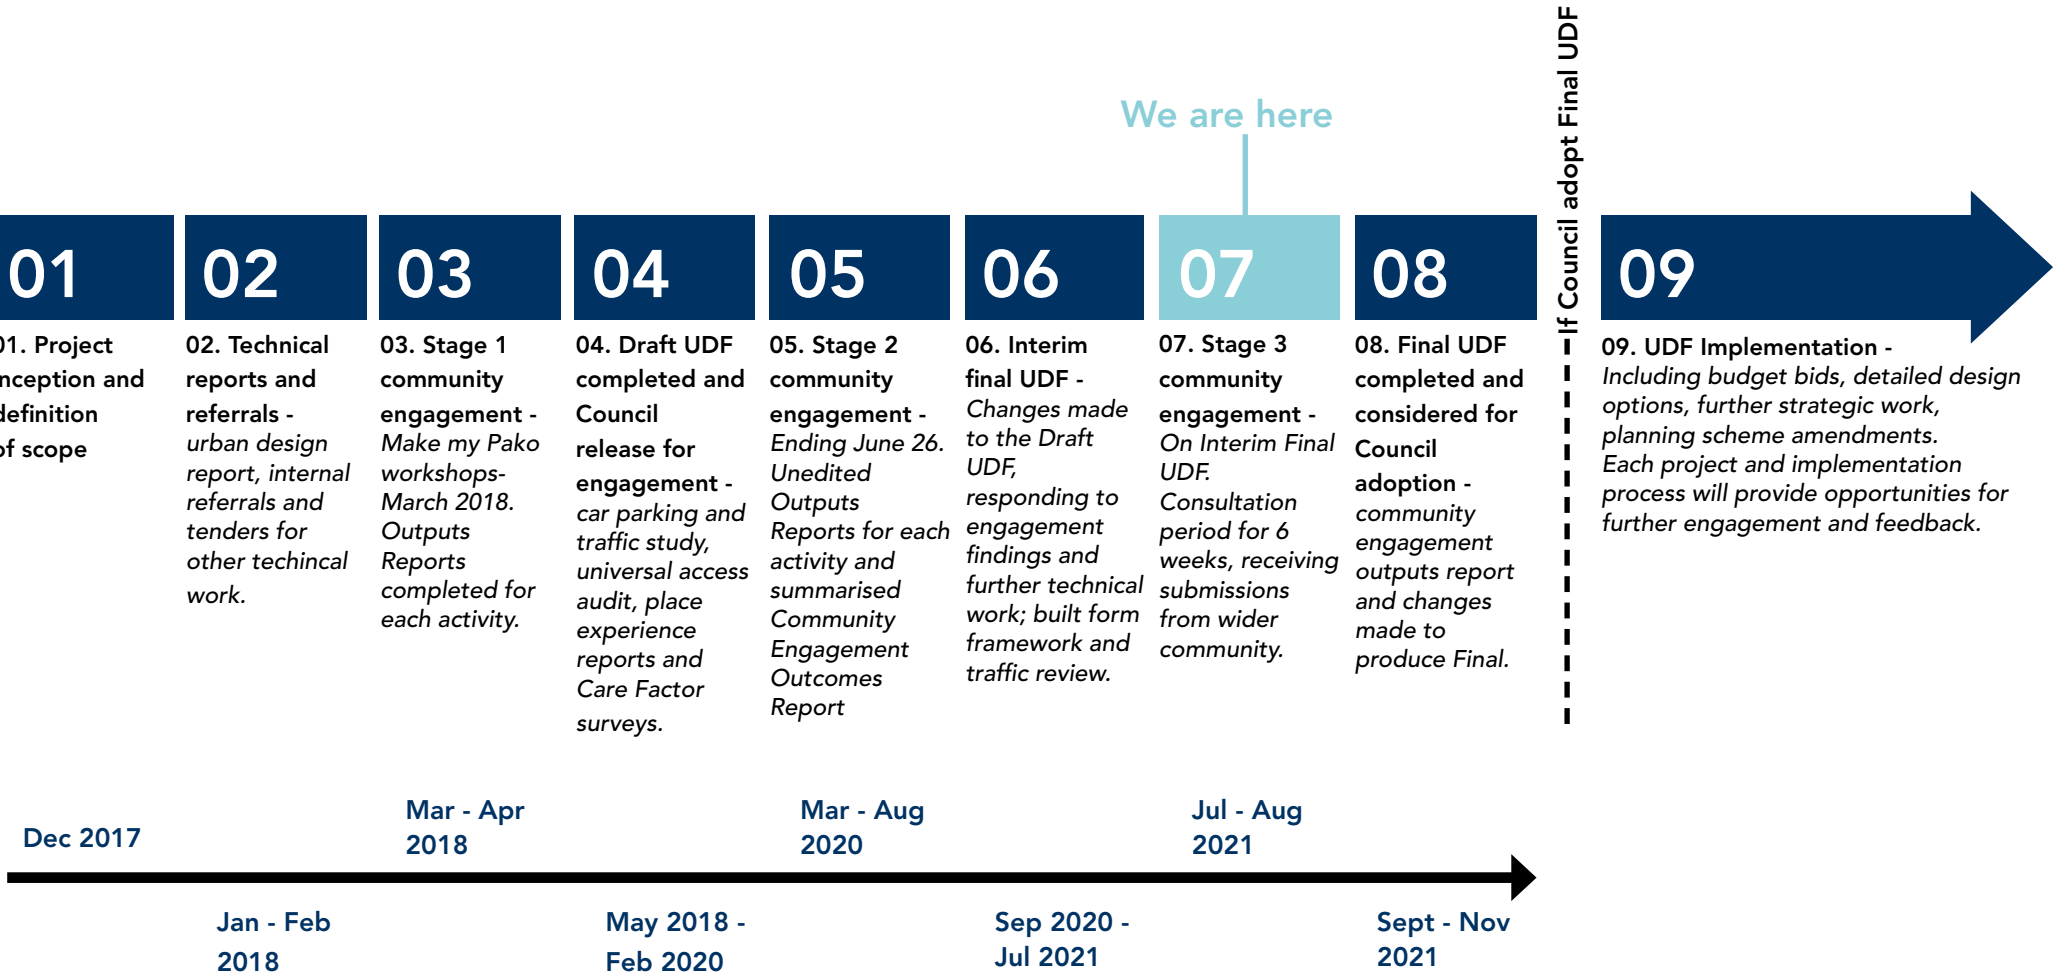 If Council adopt Final UDF
We are here
01
02
03
04
05
06
07
08
09
01. Project
nception and
definition
of scope
02. Technical
reports and
referrals -
urban design
report, internal
referrals and
tenders for
other techincal
work.
03. Stage 1
community
engagement -
Make my Pako
workshops-
March 2018.
Outputs
Reports
completed for
each activity.
04. Draft UDF
completed and
Council
release for
engagement -
car parking and
traffic study,
universal access
audit, place
experience
reports and
Care Factor
surveys.
05. Stage 2
community
engagement -
Ending June 26.
Unedited
Outputs
Reports for each
activity and
summarised
Community
Engagement
Outcomes
Report
06. Interim
final UDF -
Changes made
to the Draft
UDF,
responding to
engagement
findings and
further technical
work; built form
framework and
traffic review.
07. Stage 3
community
engagement -
On Interim Final
UDF.
Consultation
period for 6
weeks, receiving
submissions
from wider
community.
08. Final UDF
completed and
considered for
Council
adoption -
community
engagement
outputs report
and changes
made to
produce Final.
09. UDF Implementation -
Including budget bids, detailed design
options, further strategic work,
planning scheme amendments.
Each project and implementation
process will provide opportunities for
further engagement and feedback.
Dec 2017
Jan - Feb
2018
Mar - Apr
2018
May 2018 -
Feb 2020
Mar - Aug
2020
Sep 2020 -
Jul 2021
Jul - Aug
2021
Sept - Nov
2021